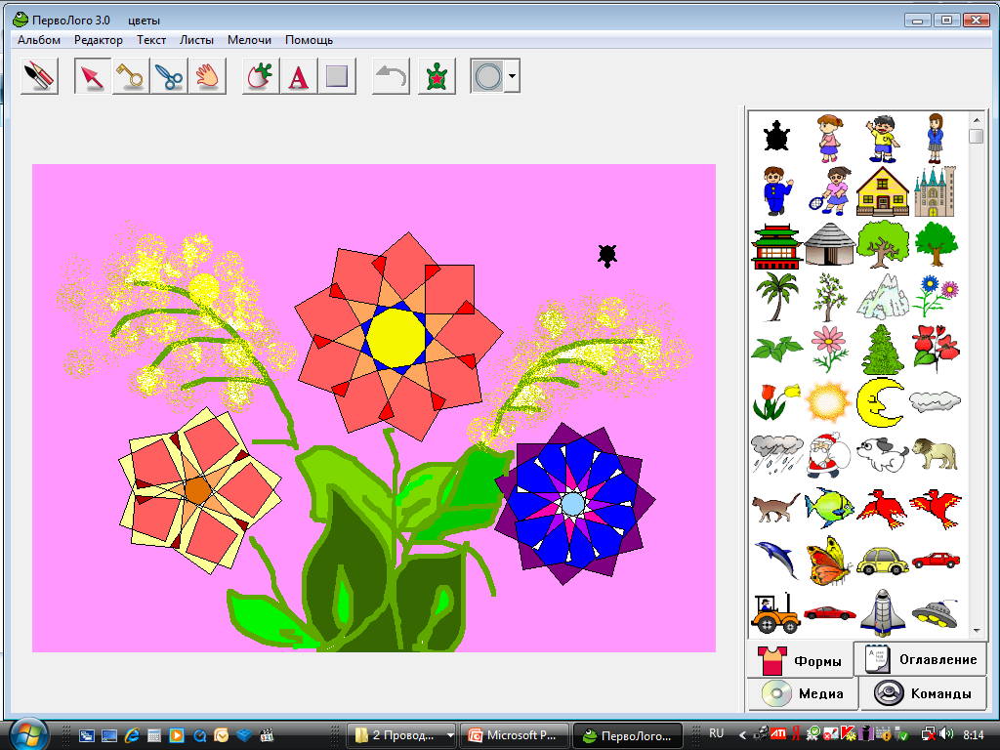 ПервоЛого 3.0 цветы
Альбом Редактор Текст Листы Мелочи Помощь
A
Формы
Оглавление
Медиа
Команды
2 Провод...
Microsoft P...
ПервоЛого...
RU
8:14